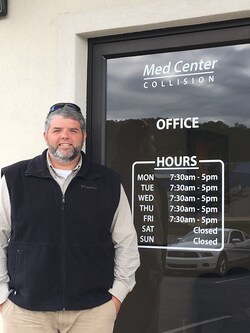 Med Center
COLLISION
OFFICE
HOURS
MON 7:30am - 5pm
TUE 7:30am - 5pm
WED 7:30am - 5pm
THU 7:30am - 5pm
FRI 7:30am - 5pm
SAT Closed
SUN Closed